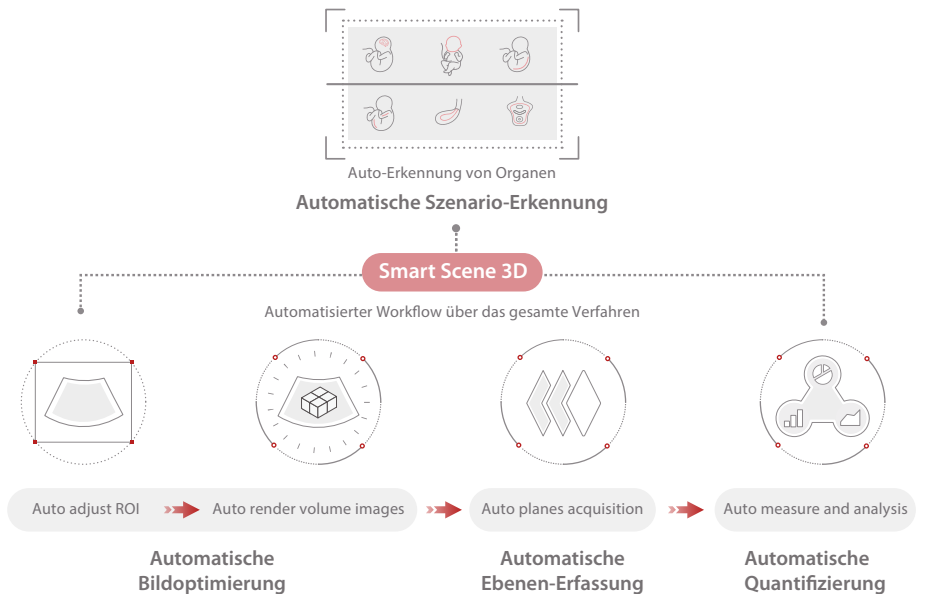 Auto-Erkennung von Organen
Automatische Szenario-Erkennung
Smart Scene 3D
Automatisierter Workflow über das gesamte Verfahren
Auto adjust ROI
Auto render volume images
Auto planes acquisition
Auto measure and analysis
Automatische
Bildoptimierung
Automatische
Ebenen-Erfassung
Automatische
Quantifizierung